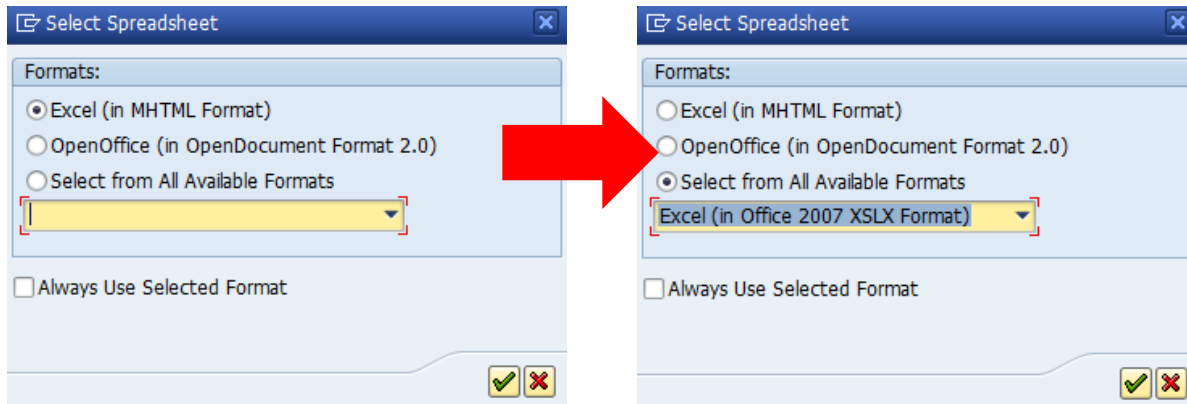 Select Spreadsheet
Formats:
Excel (in MHTML Format)
OpenOffice (in OpenDocument Format 2.0)
Select from All Available Formats
Always Use Selected Format
Select Spreadsheet
Formats:
Excel (in MHTML Format)
OpenOffice (in OpenDocument Format 2.0)
Select from All Available Formats
Excel (in Office 2007 XSLX Format)
Always Use Selected Format